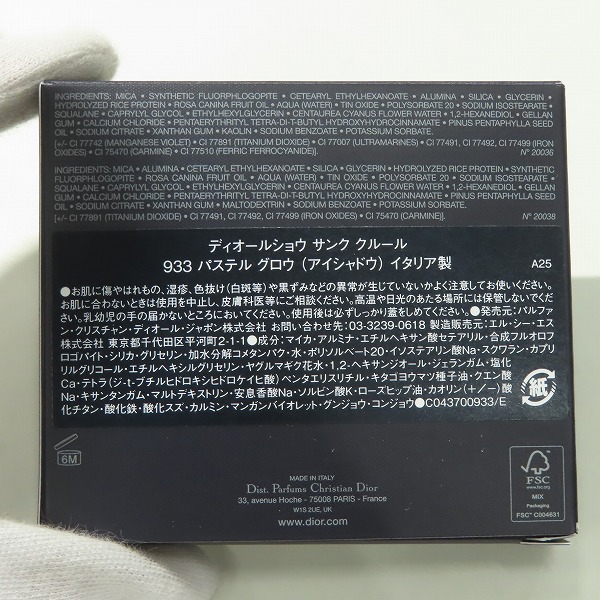 INGREDIENTS: MICA • SYNTHETIC FLUORPHLOGOPITE • CETEARYL ETHYLHEXANOATE • ALUMINA • SILICA • GLYCERIN •
HYDROLYZED RICE PROTEIN • ROSA CANINA FRUIT OIL • AQUA (WATER) • TIN OXIDE • POLYSORBATE 20 • SODIUM ISOSTEARATE •
SQUALANE • CAPRYLYL GLYCOL • ETHYLHEXYLGLYCERIN • CENTAUREA CYANUS FLOWER WATER • 1,2-HEXANEDIOL • GELLAN
GUM • CALCIUM CHLORIDE • PENTAERYTHRITYL TETRA-DI-T-BUTYL HYDROXYHYDROCINNAMATE • PINUS PENTAPHYLLA SEED
OIL • SODIUM CITRATE • XANTHAN GUM • KAOLIN • SODIUM BENZOATE • POTASSIUM SORBATE.
[+/- CI 77742 (MANGANESE VIOLET) • CI 77891 (TITANIUM DIOXIDE) • CI 77007 (ULTRAMARINES) • CI 77491, CI 77492, CI 77499 (IRON
OXIDES) • CI 75470 (CARMINE) • CI 77510 (FERRIC FERROCYANIDE)]. N° 20036
INGREDIENTS: MICA • ALUMINA • CETEARYL ETHYLHEXANOATE • SILICA • GLYCERIN • HYDROLYZED RICE PROTEIN • SYNTHETIC
FLUORPHLOGOPITE • ROSA CANINA FRUIT OIL • AQUA (WATER) • TIN OXIDE • POLYSORBATE 20 • SODIUM ISOSTEARATE •
SQUALANE • CAPRYLYL GLYCOL • ETHYLHEXYLGLYCERIN • CENTAUREA CYANUS FLOWER WATER • 1,2-HEXANEDIOL • GELLAN
GUM • CALCIUM CHLORIDE • PENTAERYTHRITYL TETRA-DI-T-BUTYL HYDROXYHYDROCINNAMATE • PINUS PENTAPHYLLA SEED
OIL • SODIUM CITRATE • XANTHAN GUM • MALTODEXTRIN • SODIUM BENZOATE • POTASSIUM SORBATE.
[+/- CI 77891 (TITANIUM DIOXIDE) • CI 77491, CI 77492, CI 77499 (IRON OXIDES) • CI 75470 (CARMINE)]. N° 20038
ディオールショウ サンク クルール
933 パステル グロウ (アイシャドウ) イタリア製 A25
●お肌に傷やはれもの、湿疹、色抜け(白斑等)や黒ずみなどの異常が生じていないかよく注意してお使いください。
お肌に合わないときは使用を中止し、皮膚科医等にご相談ください。高温や日光のあたる場所には保管しないでくだ
さい。乳幼児の手の届かないところにおいてください。使用後は必ずしっかり蓋をしめてください。●発売元:パルファ
ン・クリスチャン・ディオール・ジャポン株式会社 お問い合わせ先:03-3239-0618 製造販売元:エル・シー・エス
株式会社 東京都千代田区平河町2-1-1●成分:マイカ・アルミナ・エチルヘキサン酸セテアリル・合成フルオロフ
ロゴパイト・シリカ・グリセリン・加水分解コメタンパク・水・ポリソルベート20・イソステアリン酸Na・スクワラン・カプリ
リルグリコール・エチルヘキシルグリセリン・ヤグルマギク花水・1,2-ヘキサンジオール・ジェランガム・塩化
Ca・テトラ(ジ-t-ブチルヒドロキシヒドロケイヒ酸)ペンタエリスリチル・キタゴヨウマツ種子油・クエン酸
Na・キサンタンガム・マルトデキストリン・安息香酸Na・ソルビン酸K・ローズヒップ油・カオリン(+/-)酸
化チタン・酸化鉄・酸化スズ・カルミン・マンガンバイオレット・グンジョウ・コンジョウ●C043700933/E
紙
6M
MADE IN ITALY
Dist. Parfums Christian Dior
33, avenue Hoche - 75008 PARIS - France
W1S 2UE, UK
www.dior.com
FSC
www.fsc.org
MIX
Packaging
FSC™ C004631